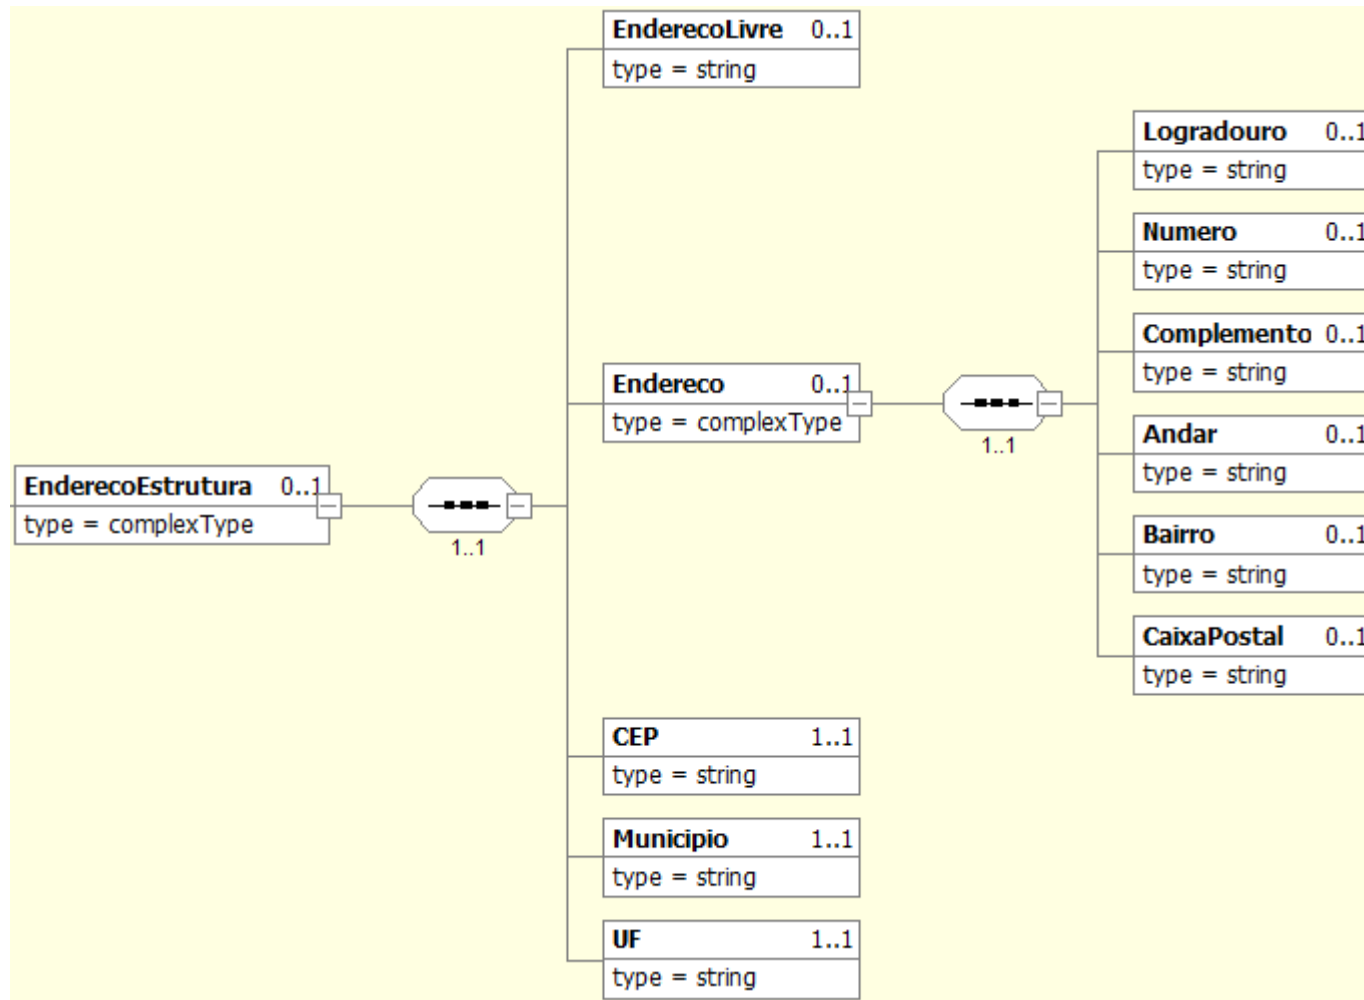 EnderecoLivre 0..1
type = string
Logradouro 0..1
type = string
Numero 0..1
type = string
Complemento 0..1
type = string
Endereco 0..1
type = complexType
1..1
Andar 0..1
type = string
EnderecoEstrutura 0..1
type = complexType
1..1
Bairro 0..1
type = string
CaixaPostal 0..1
type = string
CEP 1..1
type = string
Municipio 1..1
type = string
UF 1..1
type = string